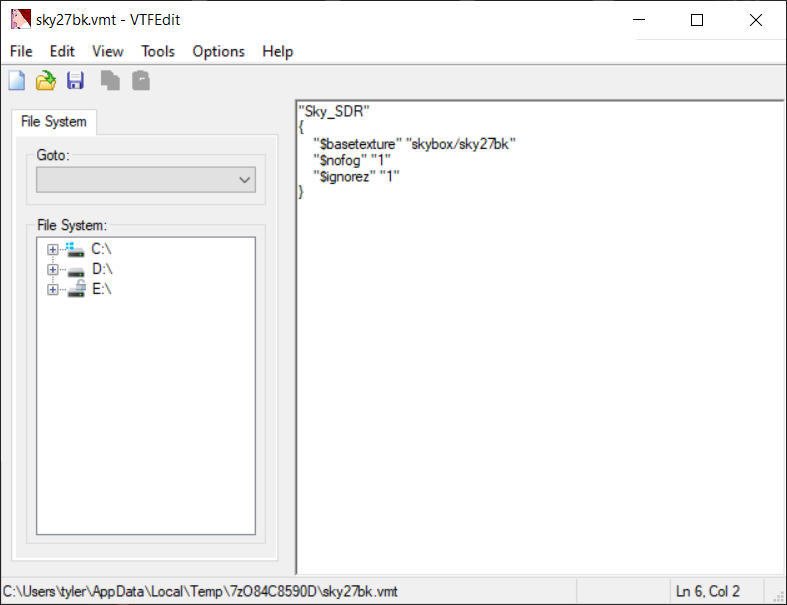 sky27bk.vmt - VTFEdit
File Edit View Tools Options Help
File System
Goto:
File System:
C:\
D:\
E:\
"Sky_SDR"
{
"$basetexture" "skybox/sky27bk"
"$nofog" "1"
"$ignorez" "1"
}
C:\Users\tyler\AppData\Local\Temp\7zO84C8590D\sky27bk.vmt
Ln 6, Col 2